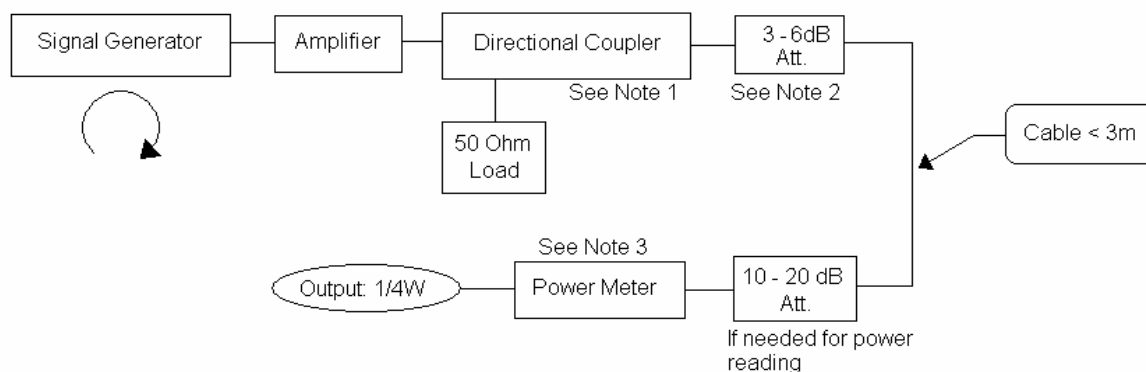 Signal Generator
Amplifier
Directional Coupler
3 - 6dB
Att.
See Note 1
See Note 2
50 Ohm
Load
Cable < 3m
See Note 3
Output: 1/4W
Power Meter
10 - 20 dB
Att.
If needed for power
reading